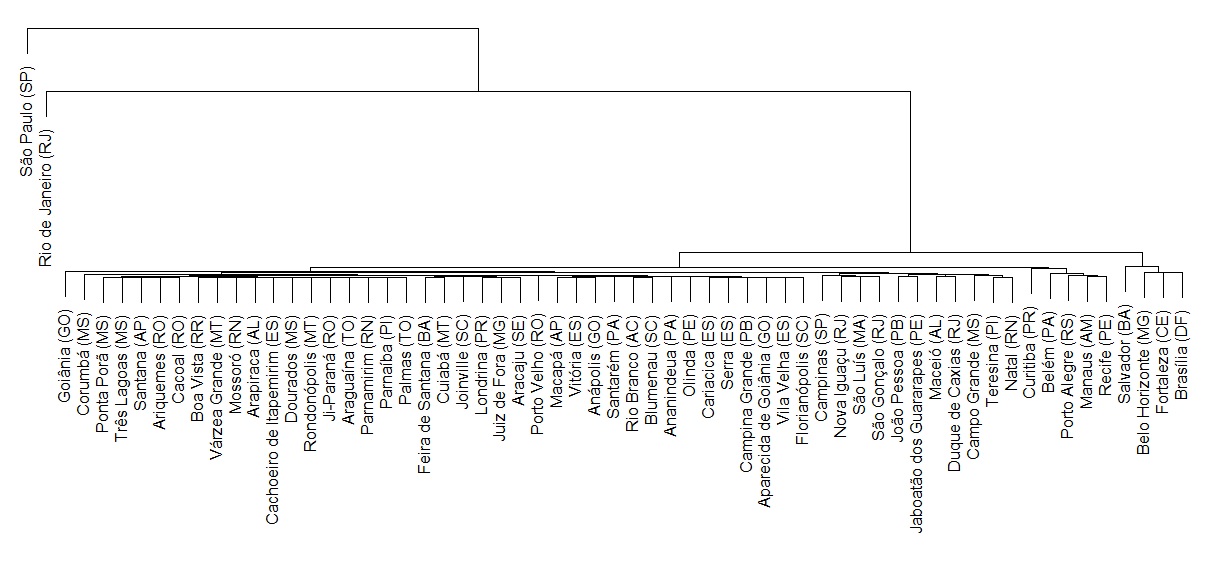 São Paulo (SP)
Rio de Janeiro (RJ)
Goiânia (GO)
Corumbá (MS)
Ponta Porá (MS)
Três Lagoas (MS)
Santana (AP)
Ariquemes (RO)
Cacoal (RO)
Boa Vista (RR)
Várzea Grande (MT)
Mossoró (RN)
Arapiraca (AL)
Cachoeiro de Itapemirim (ES)
Dourados (MS)
Rondonópolis (MT)
Ji-Paraná (RO)
Araguaína (TO)
Parnamirim (RN)
Parnaíba (PI)
Palmas (TO)
Feira de Santana (BA)
Cuiabá (MT)
Joinville (SC)
Londrina (PR)
Juiz de Fora (MG)
Aracaju (SE)
Porto Velho (RO)
Macapá (AP)
Vitória (ES)
Anápolis (GO)
Santarém (PA)
Rio Branco (AC)
Blumenau (SC)
Ananindeua (PA)
Olinda (PE)
Cariacica (ES)
Serra (ES)
Campina Grande (PB)
Aparecida de Goiânia (GO)
Vila Velha (ES)
Florianópolis (SC)
Campinas (SP)
Nova Iguaçu (RJ)
São Luís (MA)
São Gonçalo (RJ)
João Pessoa (PB)
Jaboatão dos Guararapes (PE)
Maceió (AL)
Duque de Caxias (RJ)
Campo Grande (MS)
Teresina (PI)
Natal (RN)
Curitiba (PR)
Belém (PA)
Porto Alegre (RS)
Manaus (AM)
Recife (PE)
Salvador (BA)
Belo Horizonte (MG)
Fortaleza (CE)
Brasília (DF)